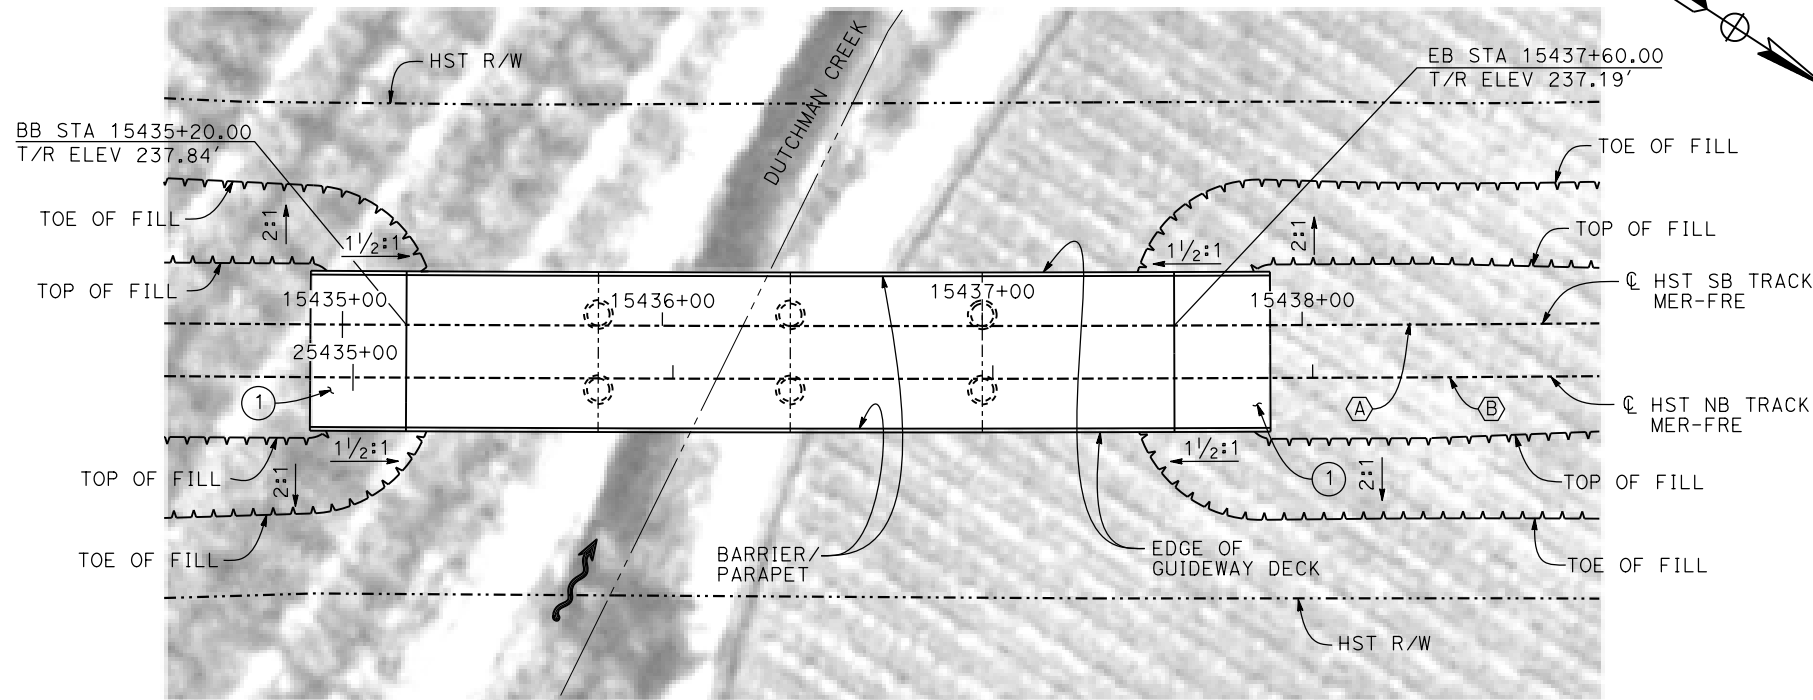 HST R/W
DUTCHMAN CREEK
EB STA 15437+60.00
T/R ELEV 237.19'
BB STA 15435+20.00
T/R ELEV 237.84'
TOE OF FILL
TOE OF FILL
2:1
1½:1
1½:1
2:1
TOP OF FILL
TOP OF FILL
15435+00
15436+00
15437+00
15438+00
℄ HST SB TRACK
MER-FRE
25435+00
1
A
B
℄ HST NB TRACK
MER-FRE
1½:1
1½:1
TOP OF FILL
2:1
1
2:1
TOP OF FILL
TOE OF FILL
BARRIER/
PARAPET
EDGE OF
GUIDEWAY DECK
TOE OF FILL
HST R/W